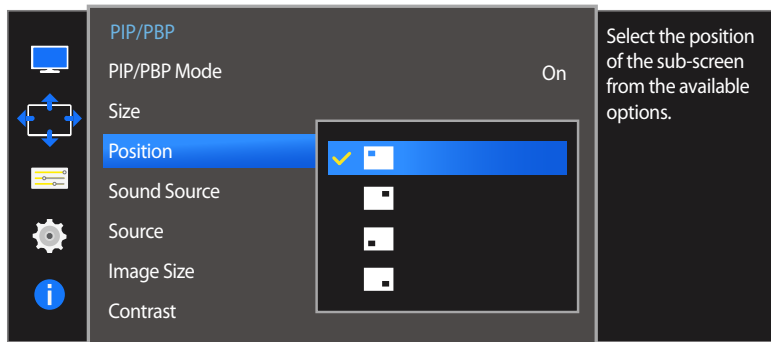 PIP/PBP
PIP/PBP Mode On
Size
Position
Sound Source
Source
Image Size
Contrast
Select the position
of the sub-screen
from the available
options.
i